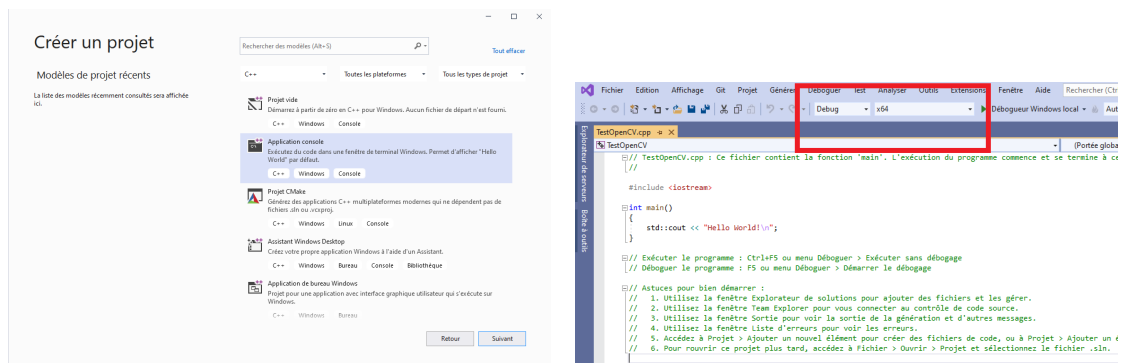 Créer un projet
Rechercher des modèles (Alt+S)
Tout effacer
Modèles de projet récents
La liste des modèles récemment consultés sera affichée
ici.
C++ Toutes les plateformes Tous les types de projet
Projet vide
Démarrez à partir de zéro en C++ pour Windows. Aucun fichier de départ n'est fourni.
C++ Windows Console
Application console
Exécutez du code dans une fenêtre de terminal Windows. Permet d'afficher "Hello
World" par défaut.
C++ Windows Console
Projet CMake
Générez des applications C++ multiplateformes modernes qui ne dépendent pas de
fichiers .sln ou .vcxproj.
C++ Windows Linux Console
Assistant Windows Desktop
Créez votre propre application Windows à l'aide d'un Assistant.
C++ Windows Bureau Console Bibliothèque
Application de bureau Windows
Projet pour une application avec interface graphique utilisateur qui s'exécute sur
Windows.
C++ Windows Bureau
Retour Suivant
Fichier Edition Affichage Git Projet Générer Déboguer Test Analyser Outils Extensions Fenêtre Aide Rechercher (Ctr
Debug x64 Débogueur Windows local Aut
Explorateur de serveurs
Boîte à outils
TestOpenCV.cpp
TestOpenCV (Portée globa
// TestOpenCV.cpp : Ce fichier contient la fonction 'main'. L'exécution du programme commence et se termine à ce
//
#include <iostream>
int main()
{
std::cout << "Hello World!\n";
}
// Exécuter le programme : Ctrl+F5 ou menu Déboguer > Exécuter sans débogage
// Déboguer le programme : F5 ou menu Déboguer > Démarrer le débogage
// Astuces pour bien démarrer :
// 1. Utilisez la fenêtre Explorateur de solutions pour ajouter des fichiers et les gérer.
// 2. Utilisez la fenêtre Team Explorer pour vous connecter au contrôle de code source.
// 3. Utilisez la fenêtre Sortie pour voir la sortie de la génération et d'autres messages.
// 4. Utilisez la fenêtre Liste d'erreurs pour voir les erreurs.
// 5. Accédez à Projet > Ajouter un nouvel élément pour créer des fichiers de code, ou à Projet > Ajouter un é
// 6. Pour rouvrir ce projet plus tard, accédez à Fichier > Ouvrir > Projet et sélectionnez le fichier .sln.